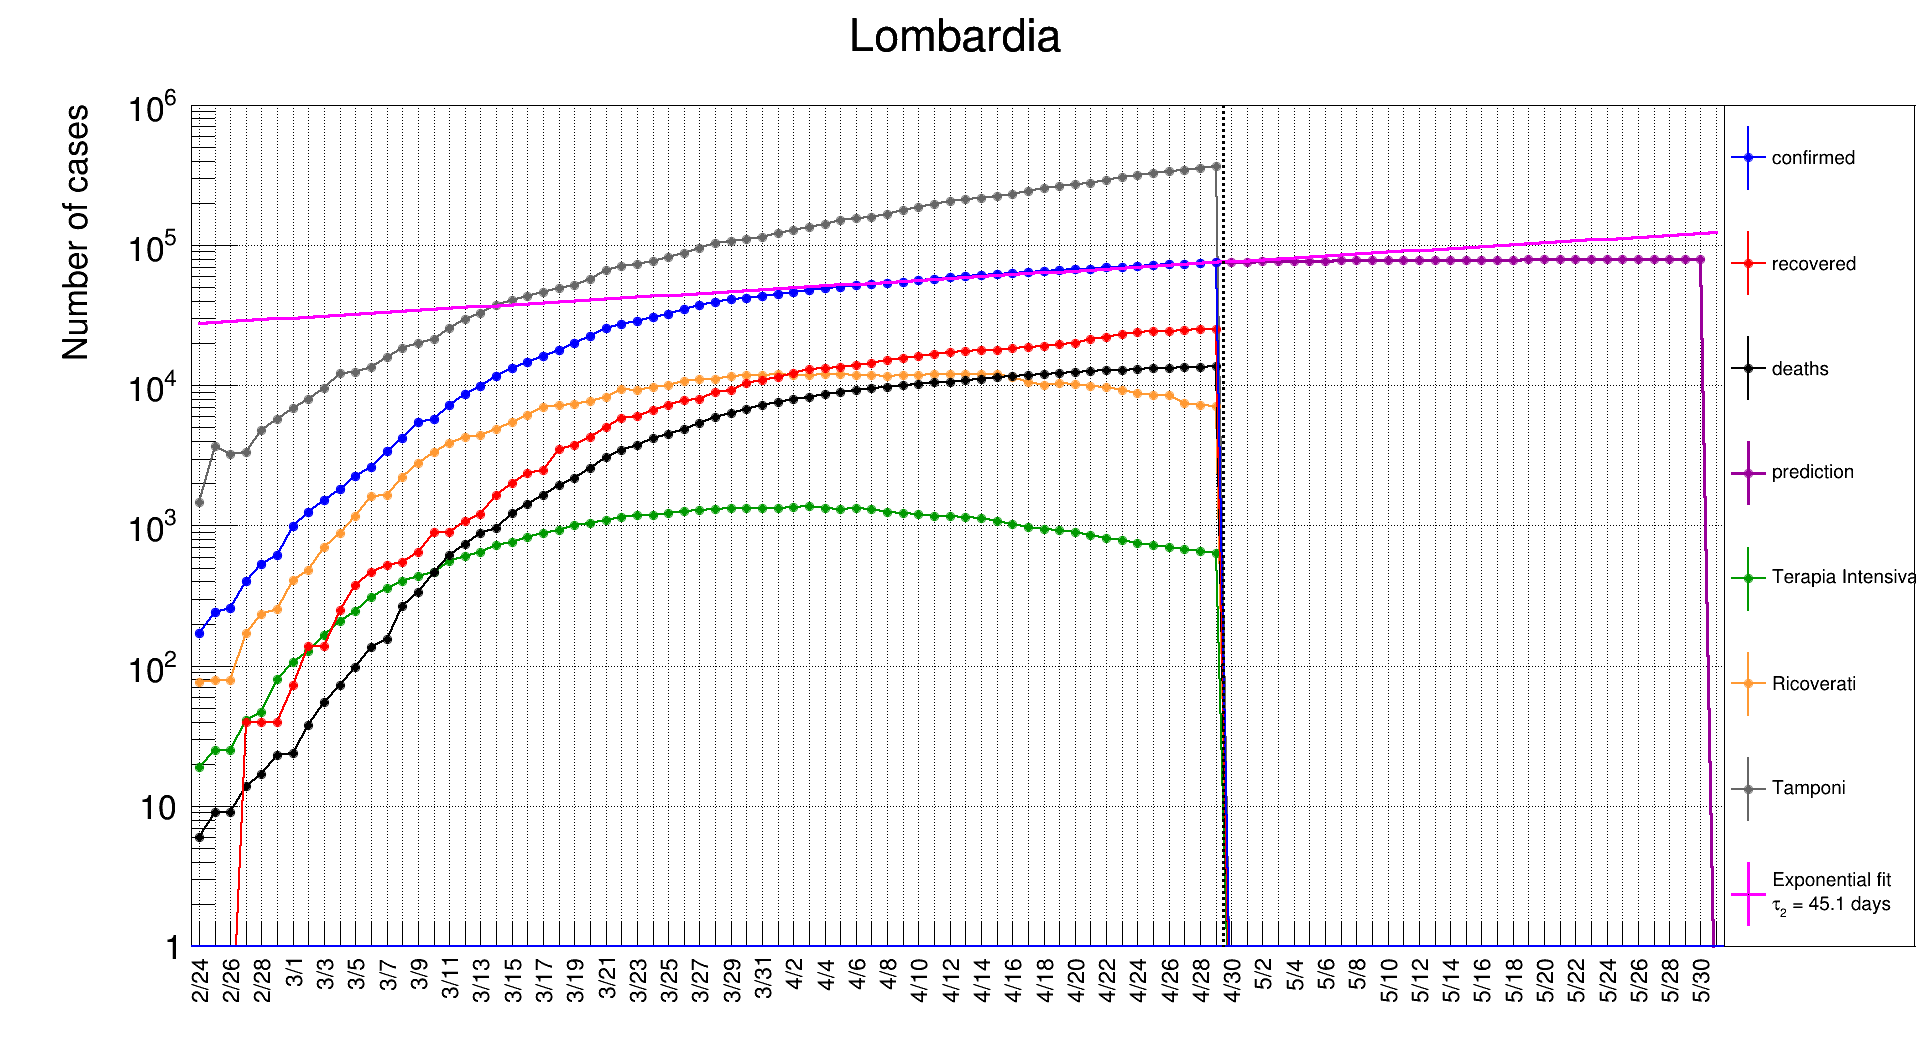 Lombardia
Number of cases
10^6
10^5
10^4
10^3
10^2
10
1
2/24 2/26 2/28 3/1 3/3 3/5 3/7 3/9 3/11 3/13 3/15 3/17 3/19 3/21 3/23 3/25 3/27 3/29 3/31 4/2 4/4 4/6 4/8 4/10 4/12 4/14 4/16 4/18 4/20 4/22 4/24 4/26 4/28 4/30 5/2 5/4 5/6 5/8 5/10 5/12 5/14 5/16 5/18 5/20 5/22 5/24 5/26 5/28 5/30
confirmed
recovered
deaths
prediction
Terapia Intensiva
Ricoverati
Tamponi
Exponential fit
τ_2 = 45.1 days